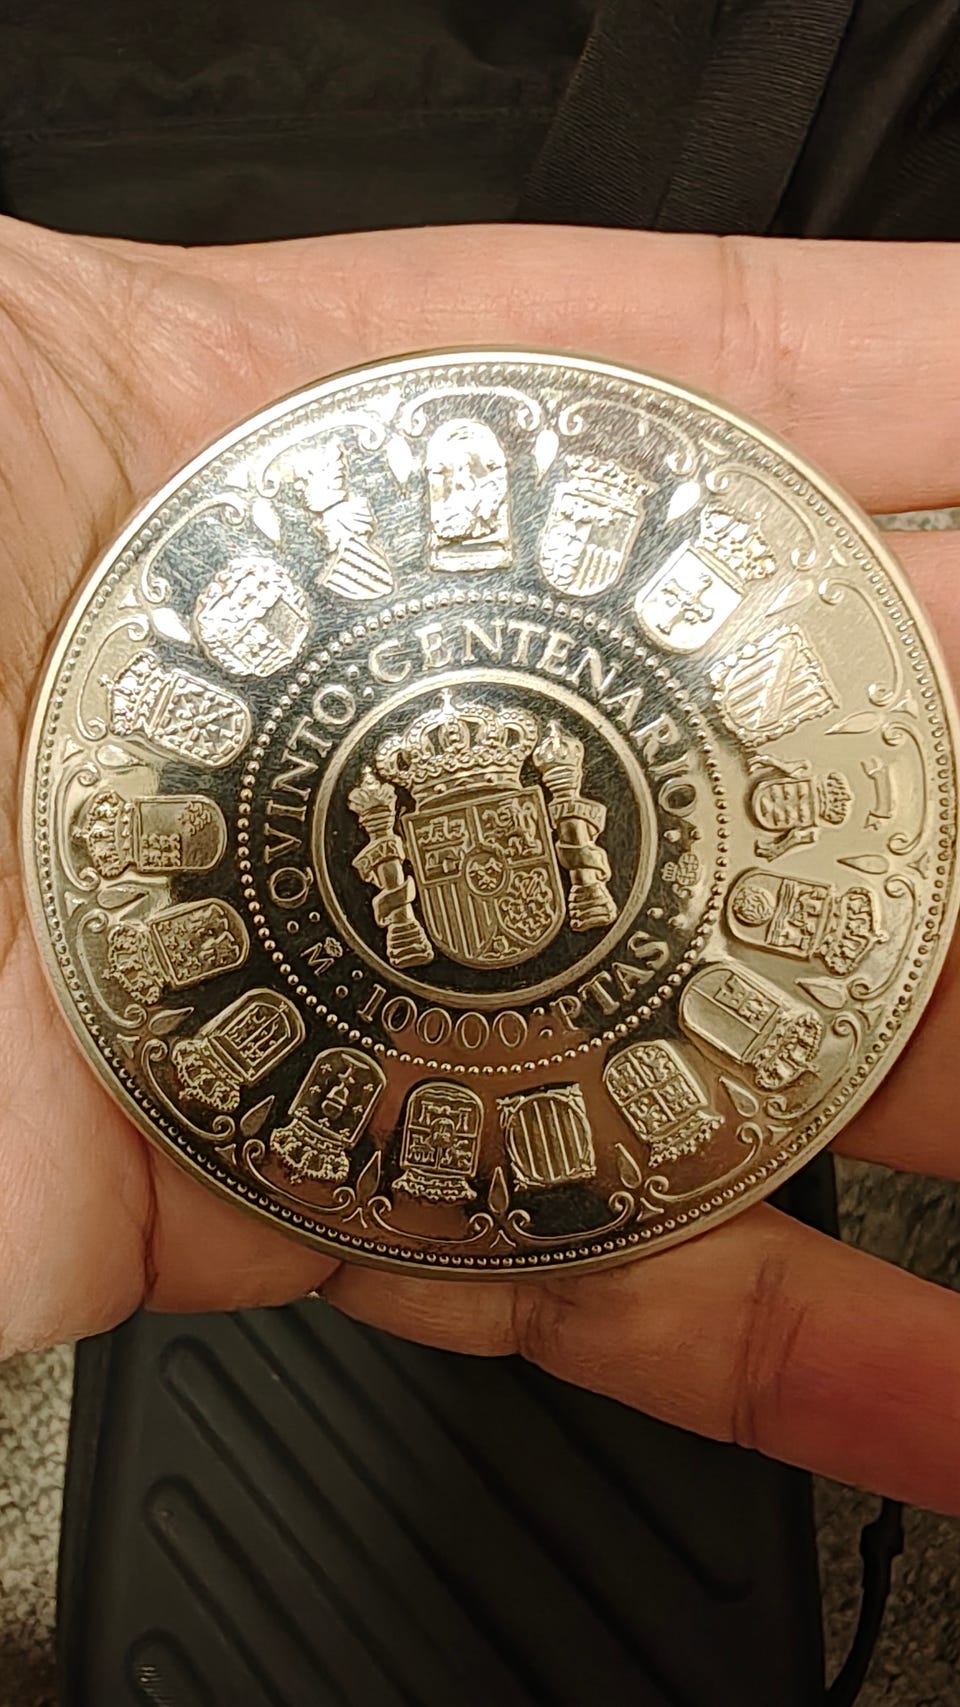 QVINTO · CENTENARIO
M
10000 · PTAS